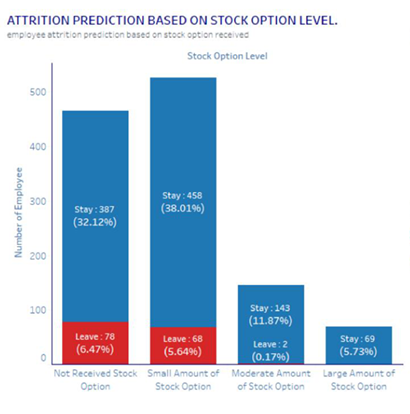 ATTRITION PREDICTION BASED ON STOCK OPTION LEVEL.
employee attrition prediction based on stock option received
Stock Option Level
Number of Employee
500
400
300
200
100
0
Stay : 387
(32.12%)
Leave : 78
(6.47%)
Stay : 458
(38.01%)
Leave : 68
(5.64%)
Stay : 143
(11.87%)
Leave : 2
(0.17%)
Stay : 69
(5.73%)
Not Received Stock
Option
Small Amount of
Stock Option
Moderate Amount
of Stock Option
Large Amount of
Stock Option